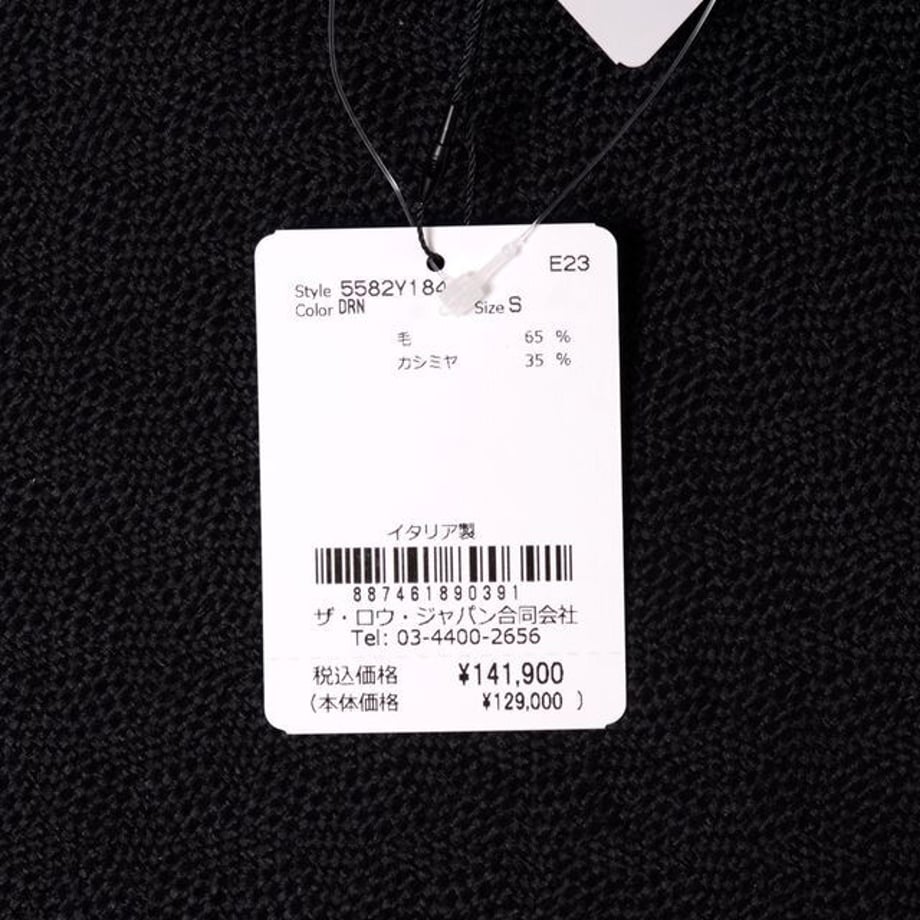 E23
Style 5582Y184
Color DRN Size S
毛 65 %
カシミヤ 35 %
イタリア製
887461890391
ザ・ロウ・ジャパン合同会社
Tel: 03-4400-2656
税込価格 ¥141,900
(本体価格 ¥129,000 )